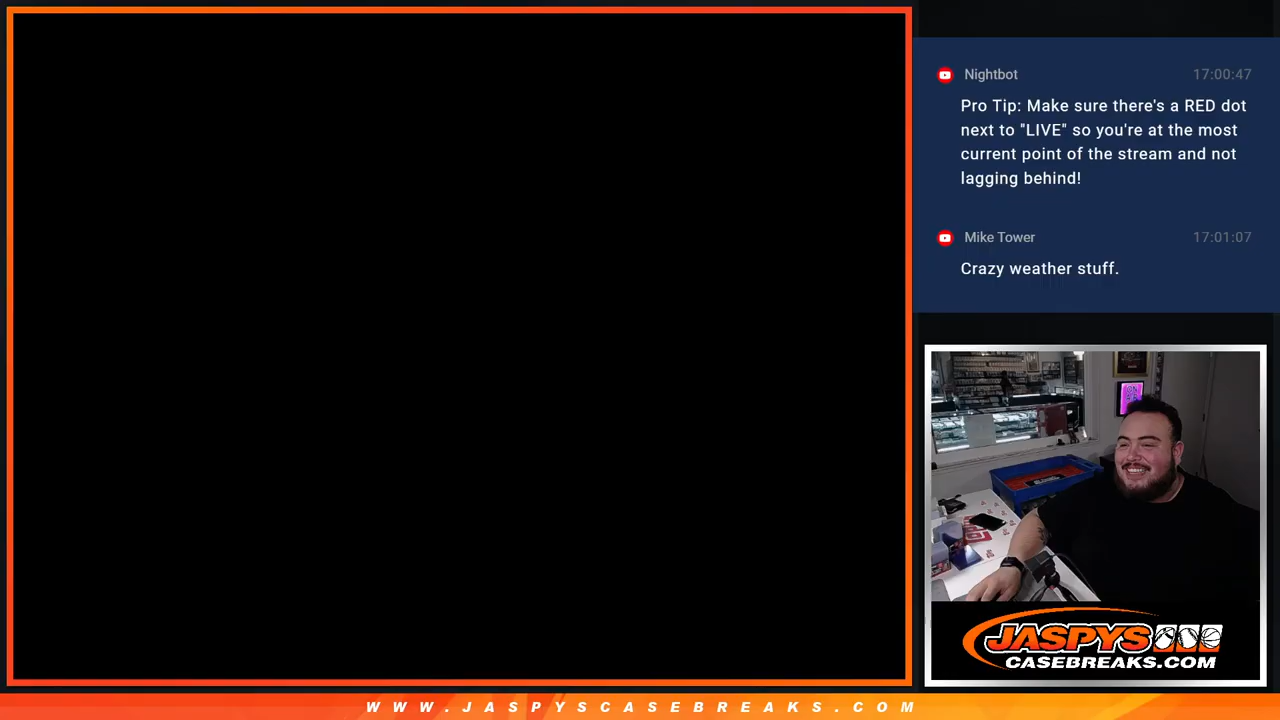 Nightbot 17:00:47
Pro Tip: Make sure there's a RED dot
next to "LIVE" so you're at the most
current point of the stream and not
lagging behind!
Mike Tower 17:01:07
Crazy weather stuff.
JASPYS
CASEBREAKS.COM
WWW.JASPYSCASEBREAKS.COM